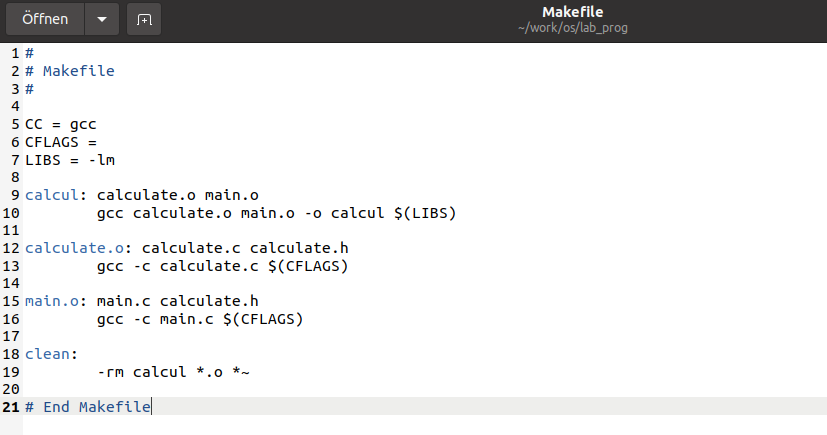 Öffnen
Makefile
~/work/os/lab_prog
1 #
2 # Makefile
3 #
4
5 CC = gcc
6 CFLAGS =
7 LIBS = -lm
8
9 calcul: calculate.o main.o
10         gcc calculate.o main.o -o calcul $(LIBS)
11
12 calculate.o: calculate.c calculate.h
13         gcc -c calculate.c $(CFLAGS)
14
15 main.o: main.c calculate.h
16         gcc -c main.c $(CFLAGS)
17
18 clean:
19         -rm calcul *.o *~
20
21 # End Makefile